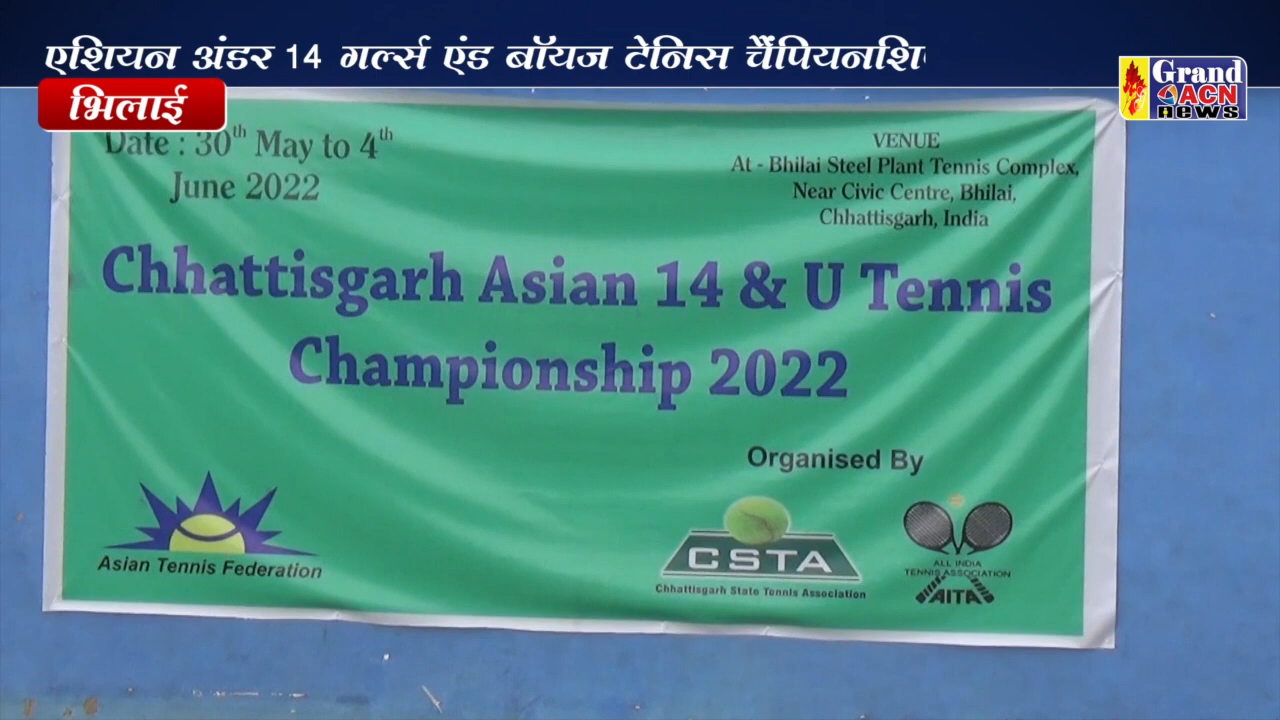 एशियन अंडर 14 गर्ल्स एंड बॉयज टेनिस चैंपियनशि
भिलाई
Grand
ACN
news
Date : 30th May to 4th
June 2022
VENUE
At - Bhilai Steel Plant Tennis Complex,
Near Civic Centre, Bhilai,
Chhattisgarh, India
Chhattisgarh Asian 14 & U Tennis
Championship 2022
Organised By
Asian Tennis Federation
CSTA
Chhattisgarh State Tennis Association
ALL INDIA
TENNIS ASSOCIATION
AITA